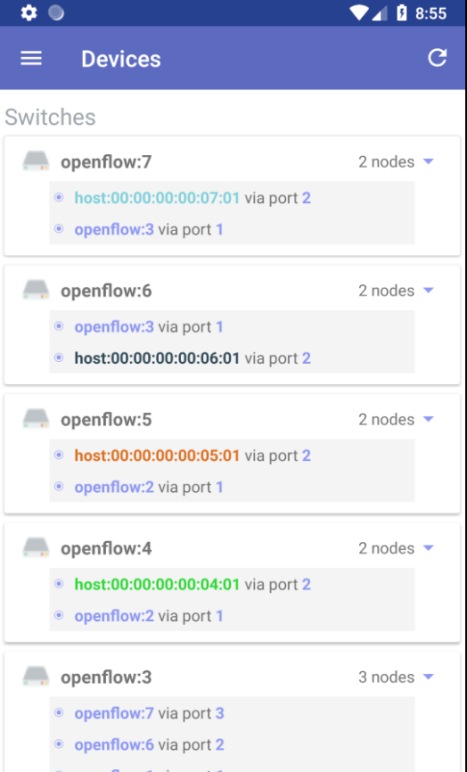 8:55
Devices
Switches
openflow:7 2 nodes
host:00:00:00:00:07:01 via port 2
openflow:3 via port 1
openflow:6 2 nodes
openflow:3 via port 1
host:00:00:00:00:06:01 via port 2
openflow:5 2 nodes
host:00:00:00:00:05:01 via port 2
openflow:2 via port 1
openflow:4 2 nodes
host:00:00:00:00:04:01 via port 2
openflow:2 via port 1
openflow:3 3 nodes
openflow:7 via port 3
openflow:6 via port 2